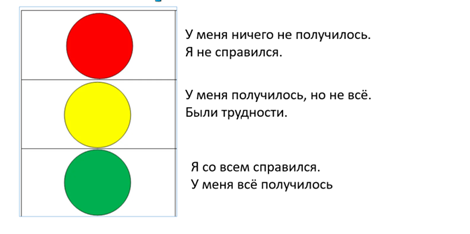 У меня ничего не получилось.
Я не справился.
У меня получилось, но не всё.
Были трудности.
Я со всем справился.
У меня всё получилось